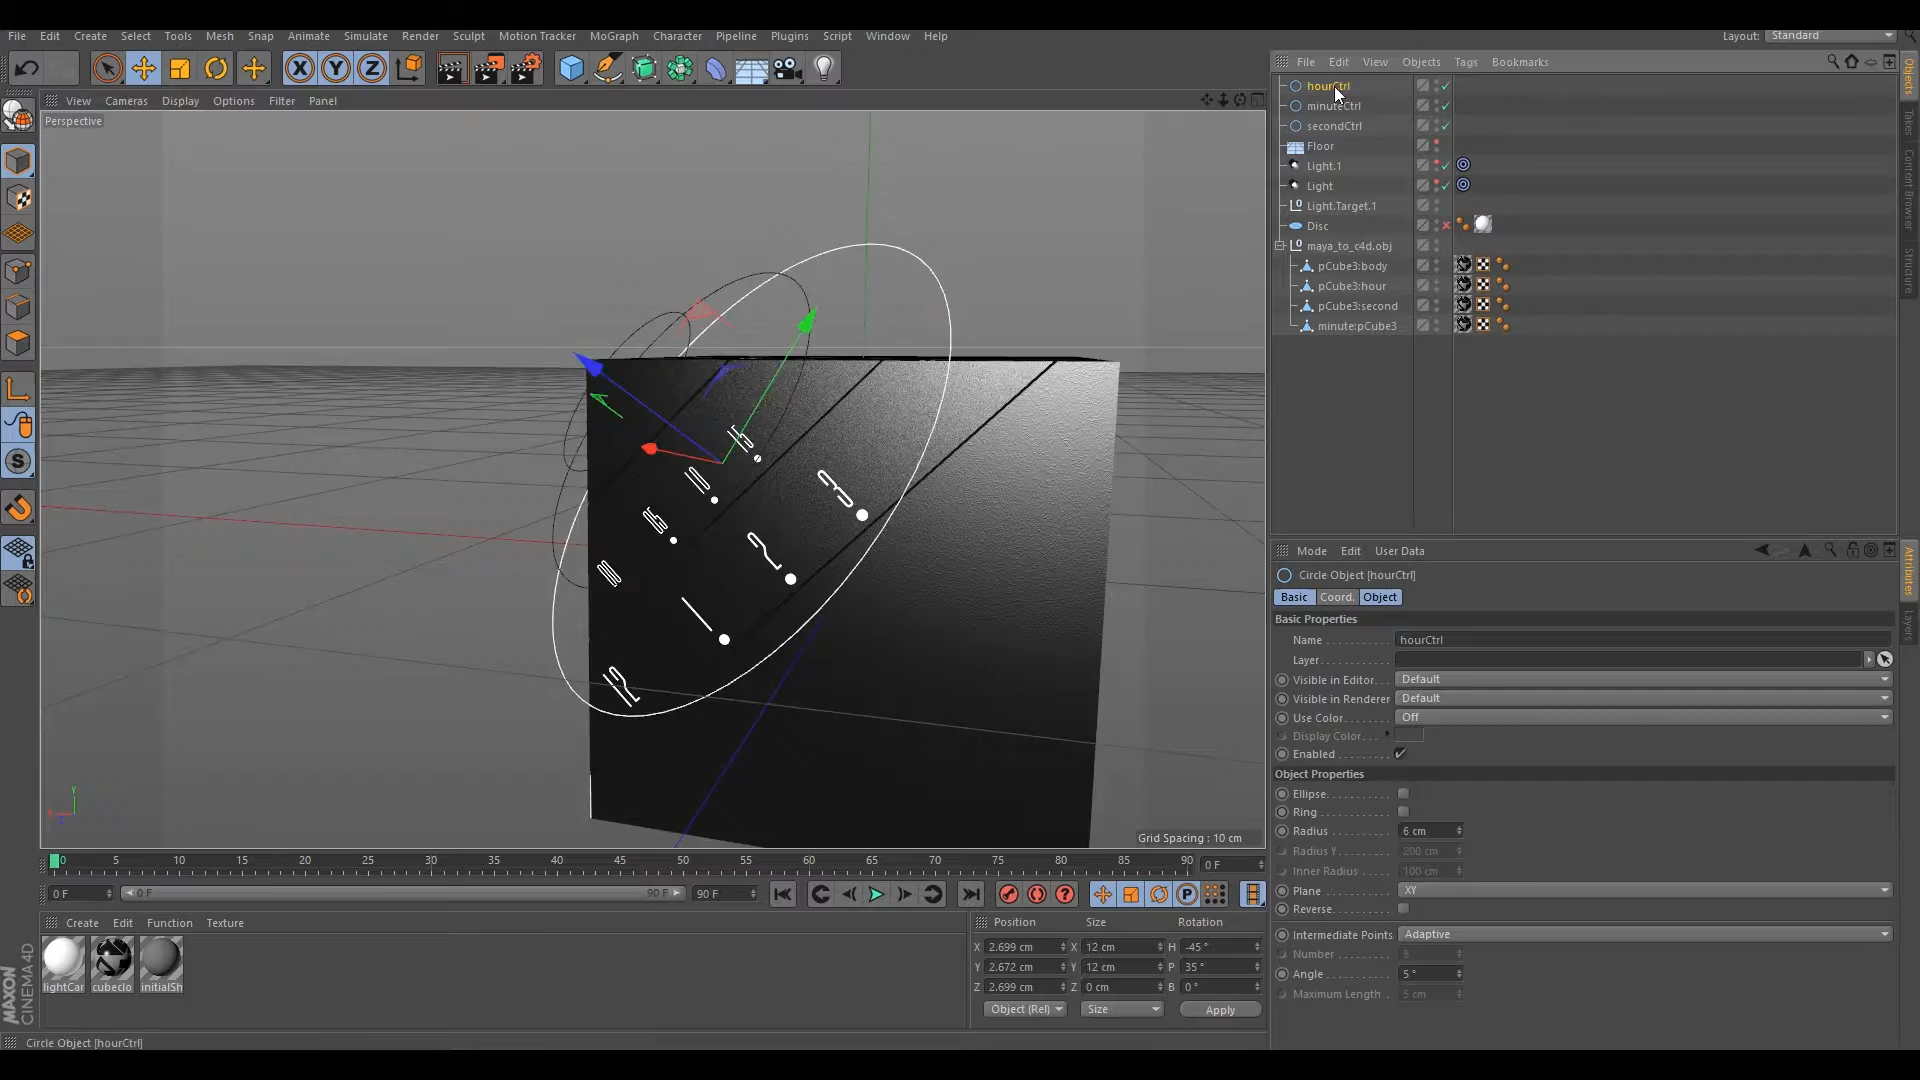 File Edit Create Select Tools Mesh Snap Animate Simulate Render Sculpt Motion Tracker MoGraph Character Pipeline Plugins Script Window Help
Layout: Standard
View Cameras Display Options Filter Panel
Perspective
Grid Spacing : 10 cm
0 5 10 15 20 25 30 35 40 45 50 55 60 65 70 75 80 85 90 0 F
0 F 0 F 90 F 90 F
Create Edit Function Texture
lightCar cubeclo initialSh
MAXON CINEMA 4D
Position Size Rotation
X 2.699 cm X 12 cm H -45 °
Y 2.672 cm Y 12 cm P 35 °
Z 2.699 cm Z 0 cm B 0 °
Object (Rel) Size Apply
Circle Object [hourCtrl]
File Edit View Objects Tags Bookmarks
hourCtrl
minuteCtrl
secondCtrl
Floor
Light.1
Light
Light.Target.1
Disc
maya_to_c4d.obj
pCube3:body
pCube3:hour
pCube3:second
minute:pCube3
Objects
Takes
Content Browser
Structure
Mode Edit User Data
Circle Object [hourCtrl]
Basic Coord. Object
Basic Properties
Name hourCtrl
Layer
Visible in Editor Default
Visible in Renderer Default
Use Color Off
Display Color
Enabled
Object Properties
Ellipse
Ring
Radius 6 cm
Radius Y 200 cm
Inner Radius 100 cm
Plane XY
Reverse
Intermediate Points Adaptive
Number 8
Angle 5 °
Maximum Length 5 cm
Attributes
Layers